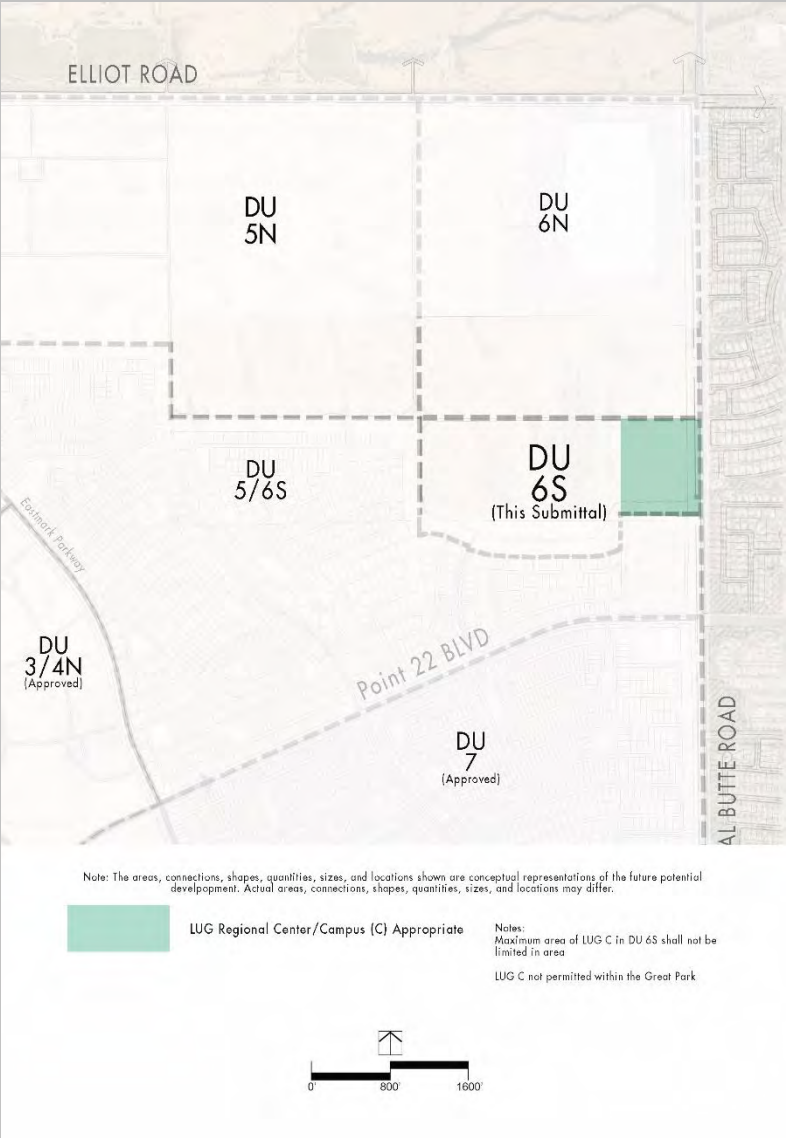 ELLIOT ROAD
DU
5N
DU
6N
DU
5/6S
DU
6S
(This Submittal)
Eastmark Parkway
DU
3/4N
(Approved)
Point 22 BLVD
DU
7
(Approved)
AL BUTTE ROAD
Note: The areas, connections, shapes, quantities, sizes, and locations shown are conceptual representations of the future potential
develpopment. Actual areas, connections, shapes, quantities, sizes, and locations may differ.
LUG Regional Center/Campus (C) Appropriate
Notes:
Maximum area of LUG C in DU 6S shall not be
limited in area
LUG C not permitted within the Great Park
0' 800' 1600'